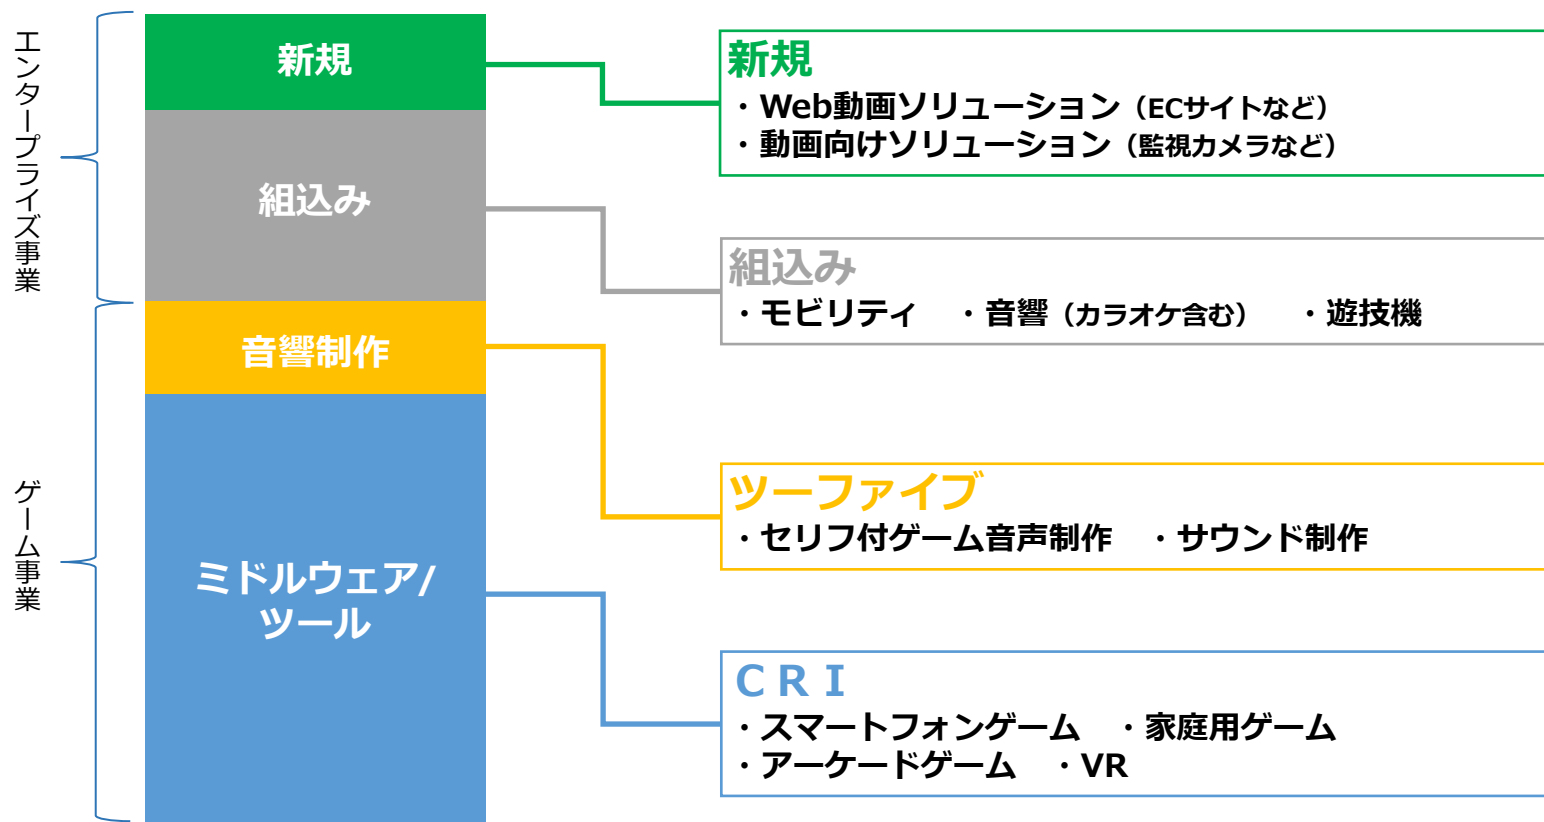 エンタープライズ事業
新規
組込み
音響制作
ゲーム事業
ミドルウェア/
ツール
新規
・Web動画ソリューション（ECサイトなど）
・動画向けソリューション（監視カメラなど）
組込み
・モビリティ　・音響（カラオケ含む）　・遊技機
ツーファイブ
・セリフ付ゲーム音声制作　・サウンド制作
ＣＲＩ
・スマートフォンゲーム　・家庭用ゲーム
・アーケードゲーム　・VR